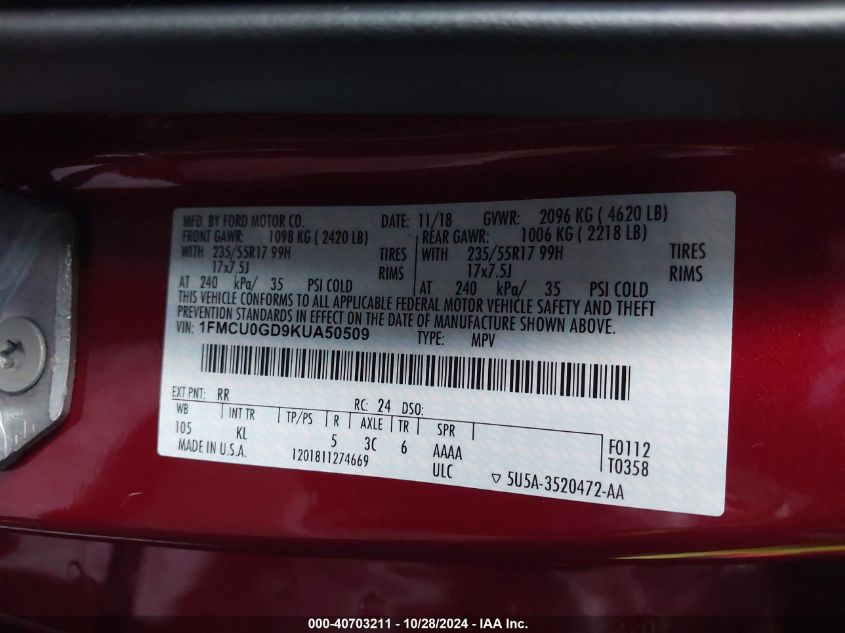 MFD. BY FORD MOTOR CO. DATE: 11/18 GVWR: 2096 KG ( 4620 LB)
FRONT GAWR: 1098 KG ( 2420 LB) REAR GAWR: 1006 KG ( 2218 LB)
WITH 235/55R17 99H TIRES WITH 235/55R17 99H TIRES
17x7.5J RIMS 17x7.5J RIMS
AT 240 kPa/ 35 PSI COLD AT 240 kPa/ 35 PSI COLD
THIS VEHICLE CONFORMS TO ALL APPLICABLE FEDERAL MOTOR VEHICLE SAFETY AND THEFT
PREVENTION STANDARDS IN EFFECT ON THE DATE OF MANUFACTURE SHOWN ABOVE.
VIN: 1FMCU0GD9KUA50509 TYPE: MPV
EXT PNT: RR RC: 24 DSO:
WB INT TR TP/PS R AXLE TR SPR F0112
105 KL 5 3C 6 AAAA T0358
MADE IN U.S.A. 1201811274669 ULC ▽ 5U5A-3520472-AA
000-40703211 - 10/28/2024 - IAA Inc.